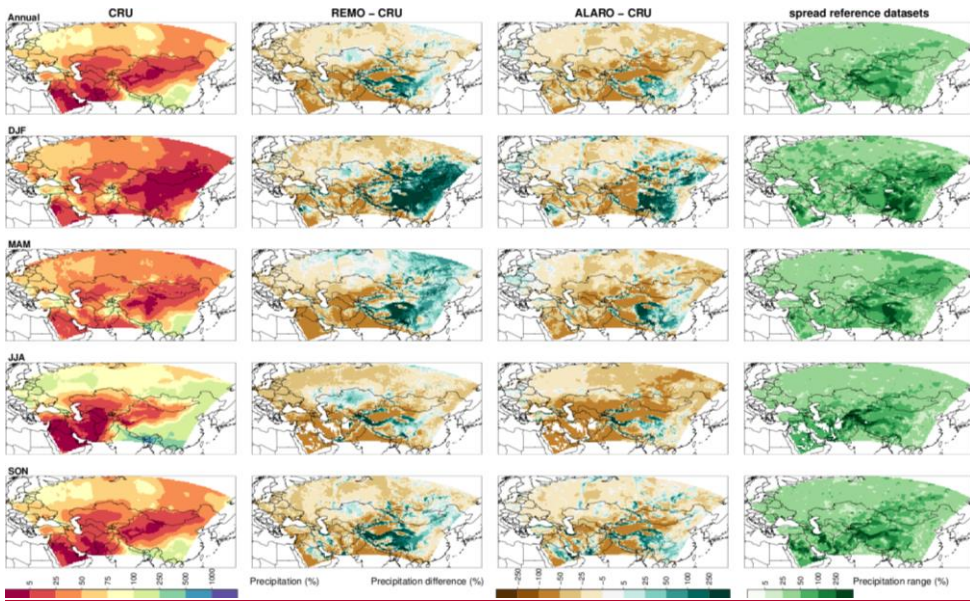 CRU REMO – CRU ALARO – CRU spread reference datasets
Annual
DJF
MAM
JJA
SON
Precipitation (%) Precipitation difference (%) Precipitation range (%)
5 25 50 75 100 250 500 1000
−250 −100 −50 −25 −5 5 25 50 100 250
5 25 50 100 250